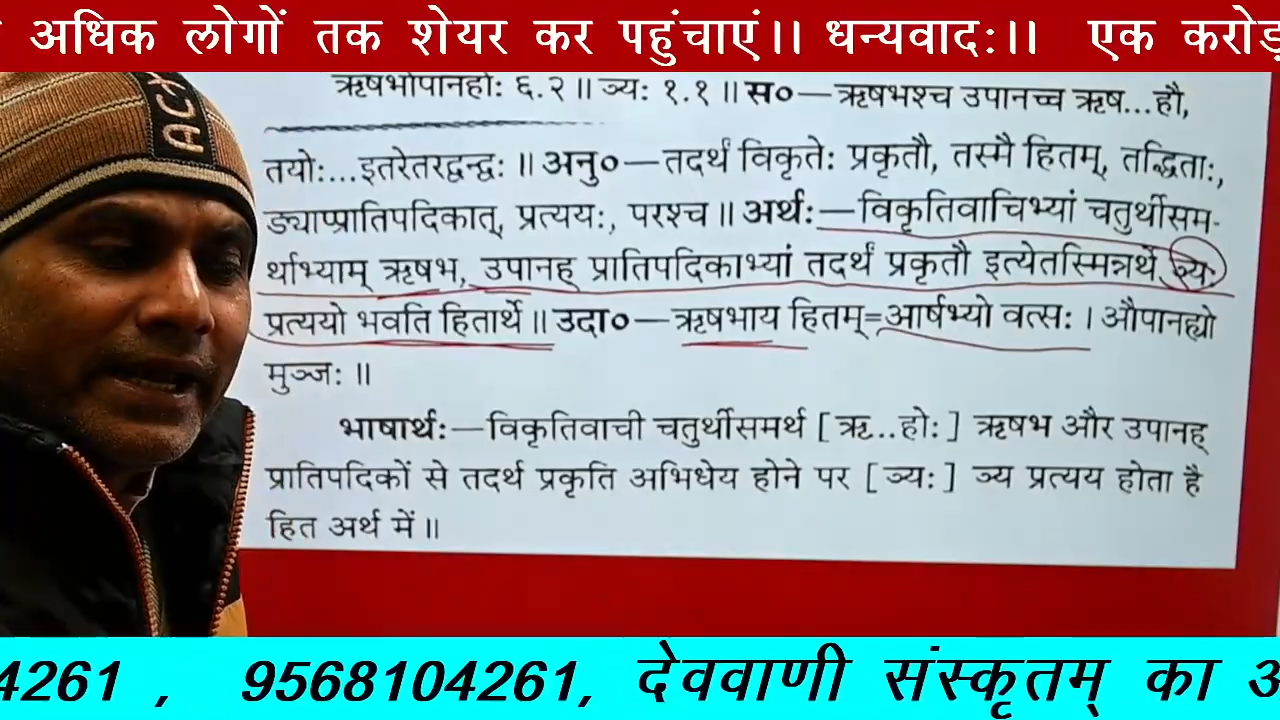 अधिक लोगों तक शेयर कर पहुंचाएं।। धन्यवादः।। एक करोड़
ऋषभोपानहोः ६.२॥ ञ्यः १.१॥ स०—ऋषभश्च उपानच्च ऋष...हौ,
तयोः...इतरेतरद्वन्द्वः॥ अनु०—तदर्थं विकृतेः प्रकृतौ, तस्मै हितम्, तद्धिताः,
ङ्याप्प्रातिपदिकात्, प्रत्ययः, परश्च॥ अर्थः—विकृतिवाचिभ्यां चतुर्थीसम-
र्थाभ्याम् ऋषभ, उपानह् प्रातिपदिकाभ्यां तदर्थं प्रकृतौ इत्येतस्मिन्नर्थे ञ्यः
प्रत्ययो भवति हितार्थे॥ उदा०—ऋषभाय हितम्=आर्षभ्यो वत्सः। औपानह्यो
मुञ्जः॥
भाषार्थः—विकृतिवाची चतुर्थीसमर्थ [ऋ..होः] ऋषभ और उपानह्
प्रातिपदिकों से तदर्थ प्रकृति अभिधेय होने पर [ञ्यः] ञ्य प्रत्यय होता है
हित अर्थ में॥
4261 , 9568104261, देववाणी संस्कृतम् का